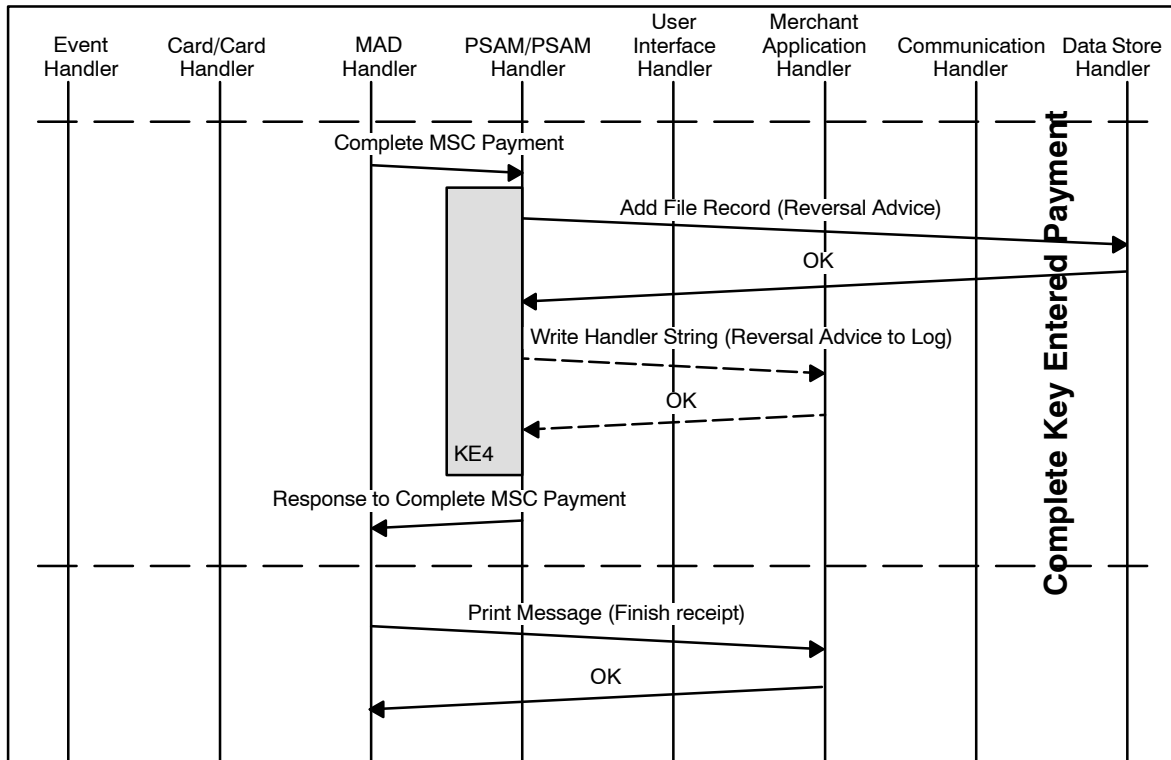 Event
Handler
Card/Card
Handler
MAD
Handler
PSAM/PSAM
Handler
User
Interface
Handler
Merchant
Application
Handler
Communication
Handler
Data Store
Handler
Complete MSC Payment
Add File Record (Reversal Advice)
OK
Write Handler String (Reversal Advice to Log)
OK
KE4
Response to Complete MSC Payment
Complete Key Entered Payment
Print Message (Finish receipt)
OK